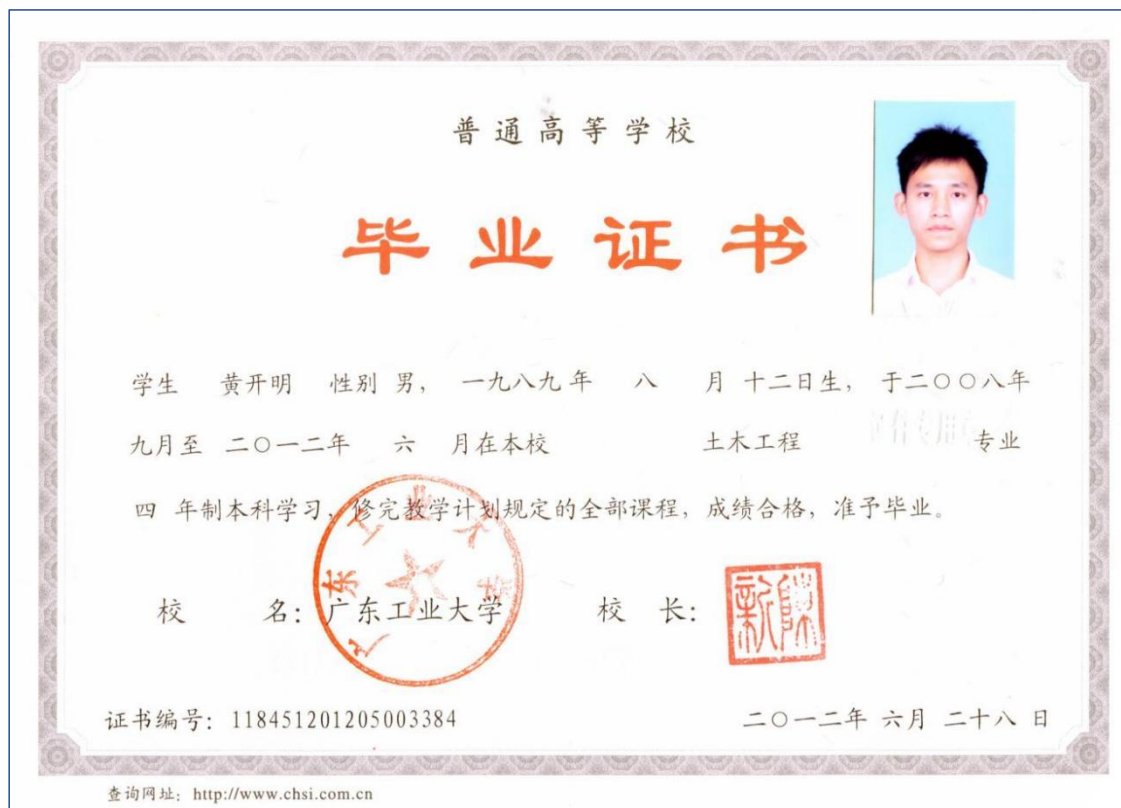 普通高等学校
毕业证书
学生 黄开明 性别 男， 一九八九年 八 月 十二日生， 于二〇〇八年
九月至 二〇一二年 六 月在本校 土木工程 专业
四 年制本科学习，修完教学计划规定的全部课程，成绩合格，准予毕业。
校 名：广东工业大学 校 长：
广东工业大学
证书编号：118451201205003384 二〇一二年 六月 二十八 日
查询网址：http://www.chsi.com.cn